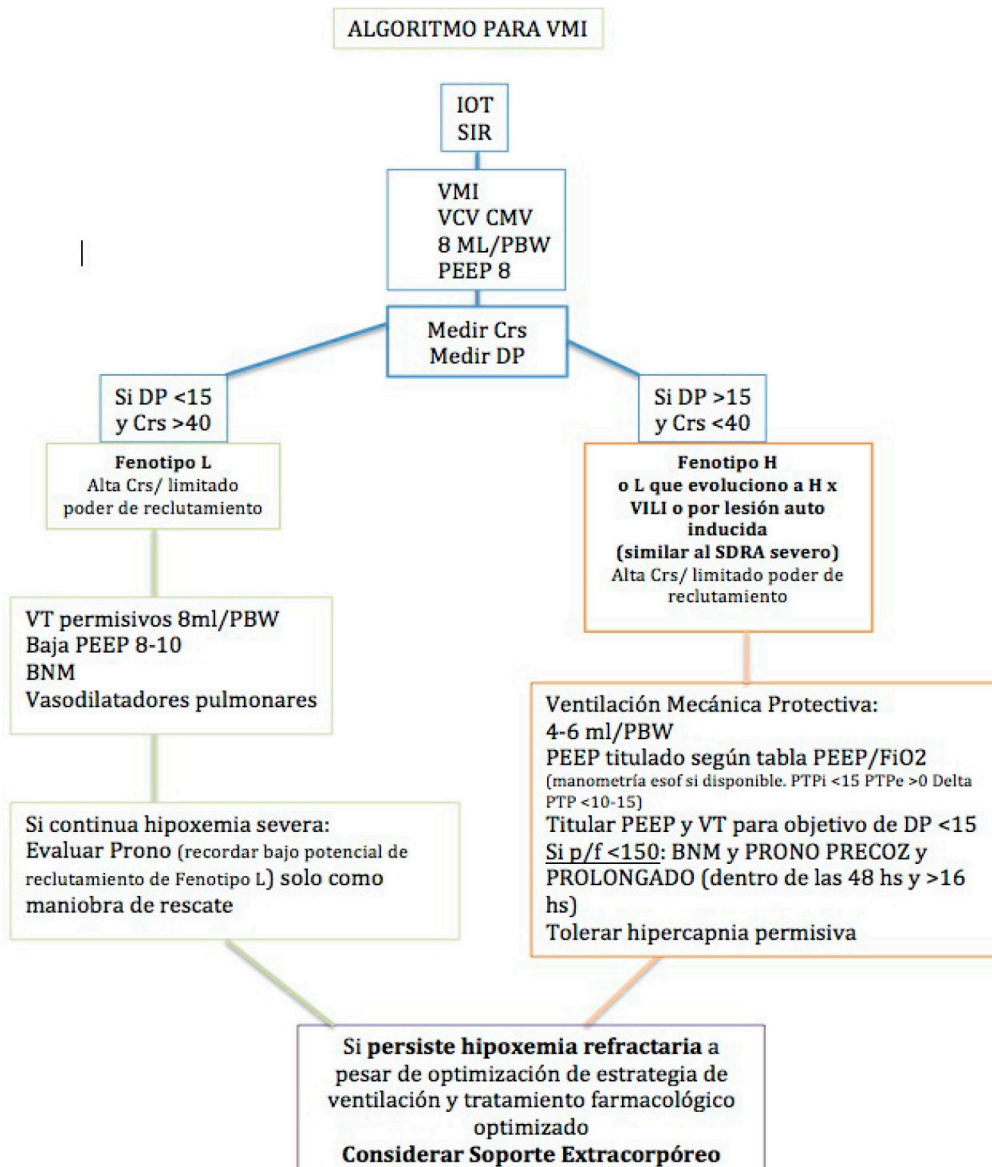 ALGORITMO PARA VMI
IOT
SIR
VMI
VCV CMV
8 ML/PBW
PEEP 8
Medir Crs
Medir DP
Si DP <15
y Crs >40
Fenotipo L
Alta Crs/ limitado
poder de reclutamiento
VT permisivos 8ml/PBW
Baja PEEP 8-10
BNM
Vasodilatadores pulmonares
Si continua hipoxemia severa:
Evaluar Prono (recordar bajo potencial de
reclutamiento de Fenotipo L) solo como
maniobra de rescate
Si DP >15
y Crs <40
Fenotipo H
o L que evoluciono a H x
VILI o por lesión auto
inducida
(similar al SDRA severo)
Alta Crs/ limitado poder de
reclutamiento
Ventilación Mecánica Protectiva:
4-6 ml/PBW
PEEP titulado según tabla PEEP/FiO2
(manometría esof si disponible. PTPi <15 PTPe >0 Delta
PTP <10-15)
Titular PEEP y VT para objetivo de DP <15
Si p/f <150: BNM y PRONO PRECOZ y
PROLONGADO (dentro de las 48 hs y >16
hs)
Tolerar hipercapnia permisiva
Si persiste hipoxemia refractaria a
pesar de optimización de estrategia de
ventilación y tratamiento farmacológico
optimizado
Considerar Soporte Extracorpóreo